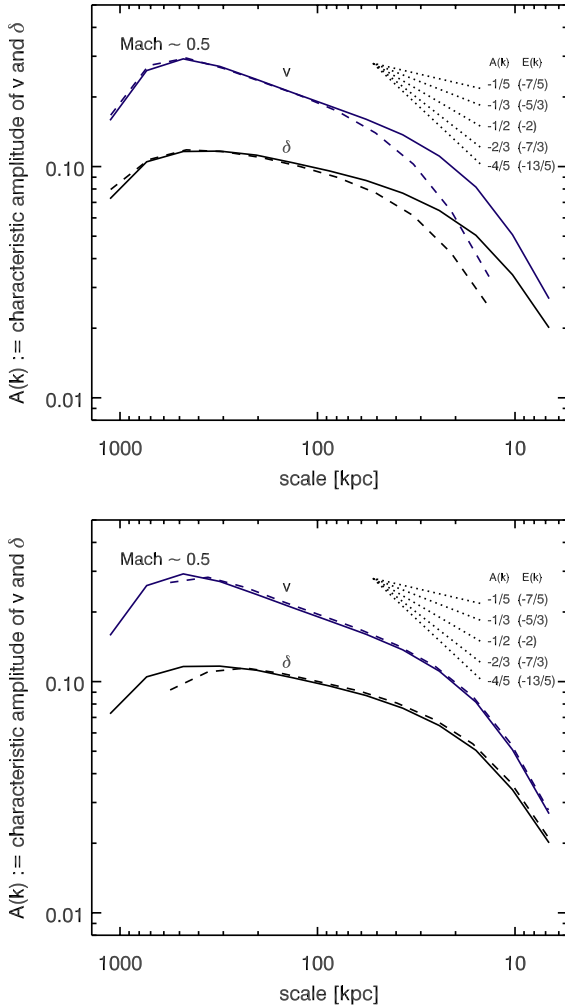 A(k) := characteristic amplitude of v and δ
Mach ~ 0.5
v
δ
A(k) E(k)
-1/5 (-7/5)
-1/3 (-5/3)
-1/2 (-2)
-2/3 (-7/3)
-4/5 (-13/5)
0.10
0.01
1000 100 10
scale [kpc]
A(k) := characteristic amplitude of v and δ
Mach ~ 0.5
v
δ
A(k) E(k)
-1/5 (-7/5)
-1/3 (-5/3)
-1/2 (-2)
-2/3 (-7/3)
-4/5 (-13/5)
0.10
0.01
1000 100 10
scale [kpc]